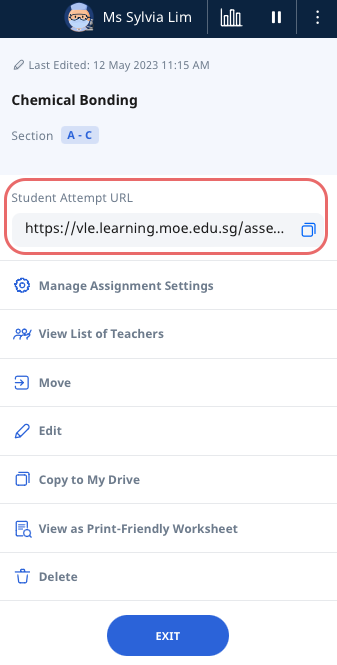 Ms Sylvia Lim
Last Edited: 12 May 2023 11:15 AM
Chemical Bonding
Section A - C
Student Attempt URL
https://vle.learning.moe.edu.sg/asse...
Manage Assignment Settings
View List of Teachers
Move
Edit
Copy to My Drive
View as Print-Friendly Worksheet
Delete
EXIT